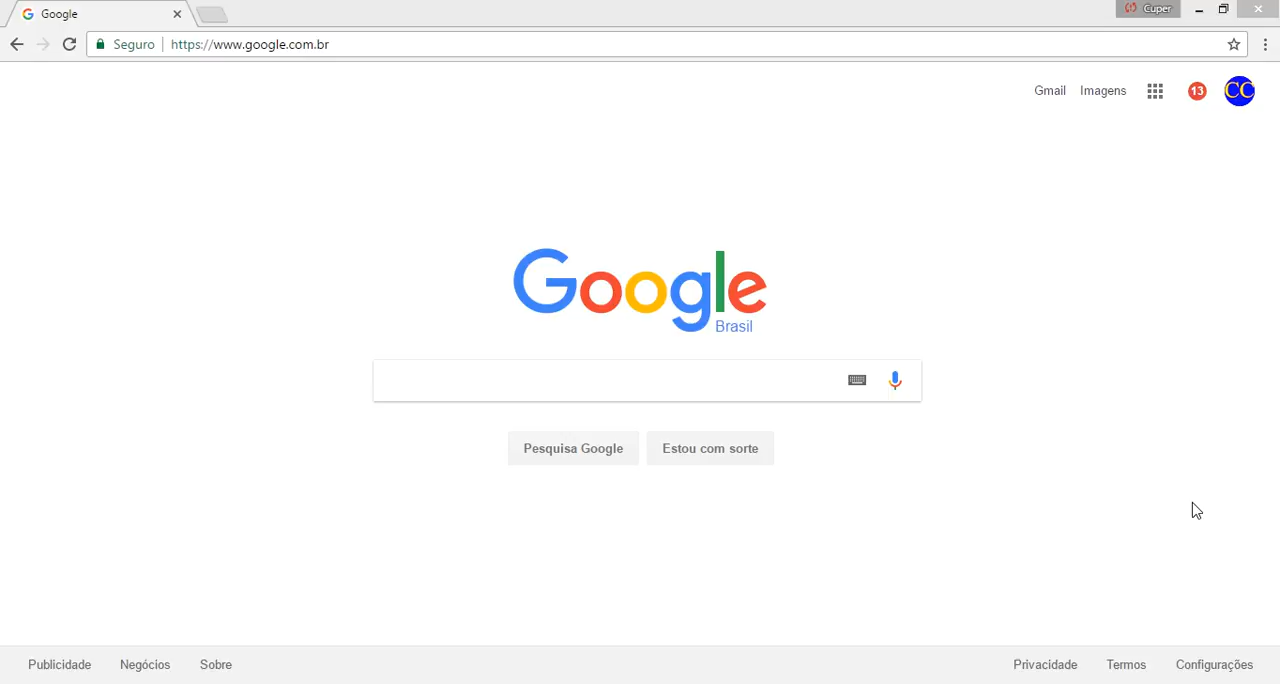 Google
Cuper
Seguro
https://www.google.com.br
Gmail
Imagens
13
CC
Google
Brasil
Pesquisa Google
Estou com sorte
Publicidade
Negócios
Sobre
Privacidade
Termos
Configurações